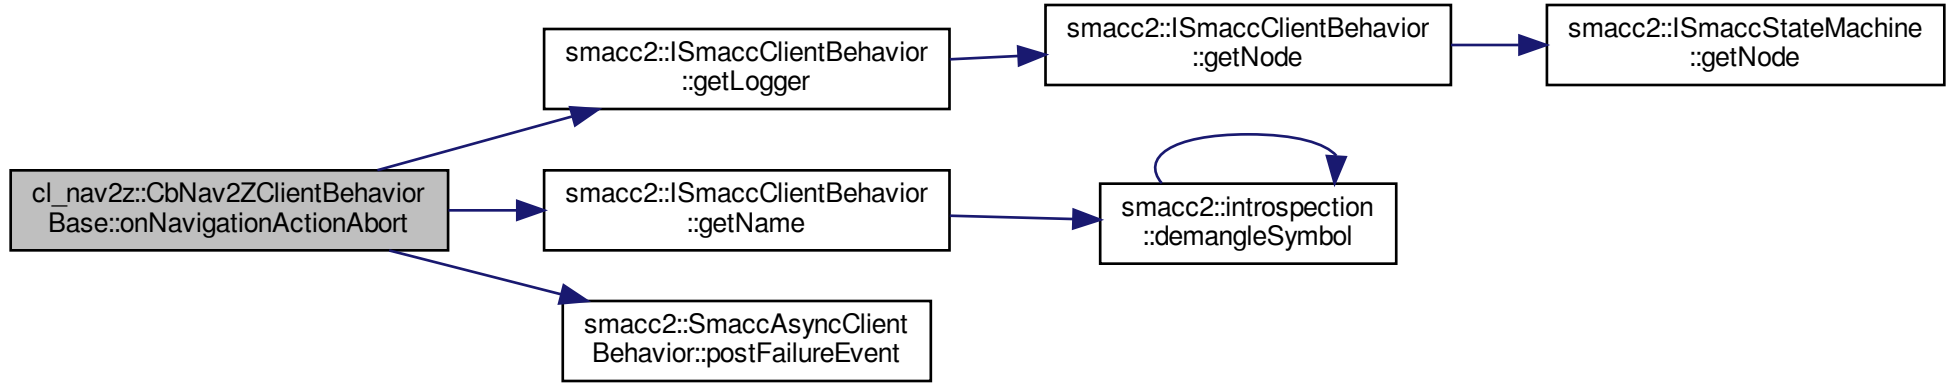 cl_nav2z::CbNav2ZClientBehavior
Base::onNavigationActionAbort
smacc2::ISmaccClientBehavior
::getLogger
smacc2::ISmaccClientBehavior
::getNode
smacc2::ISmaccStateMachine
::getNode
smacc2::ISmaccClientBehavior
::getName
smacc2::introspection
::demangleSymbol
smacc2::SmaccAsyncClient
Behavior::postFailureEvent